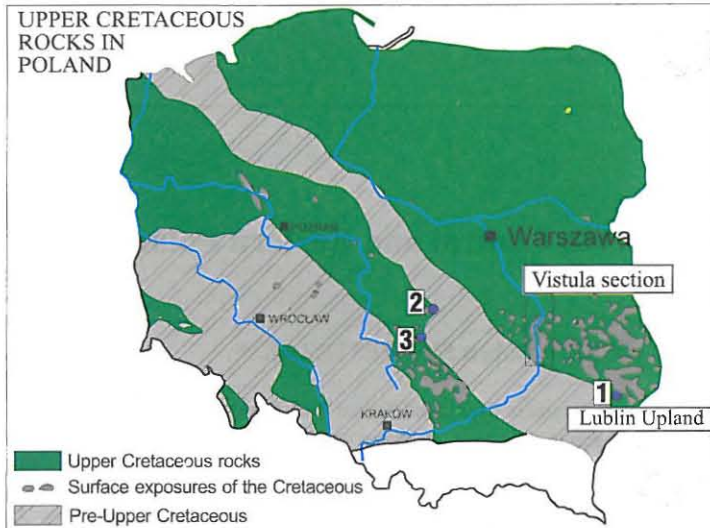 UPPER CRETACEOUS
ROCKS IN
POLAND
POZNAŃ
Warszawa
Vistula section
2
WROCŁAW
3
1
Lublin Upland
KRAKÓW
Upper Cretaceous rocks
Surface exposures of the Cretaceous
Pre-Upper Cretaceous